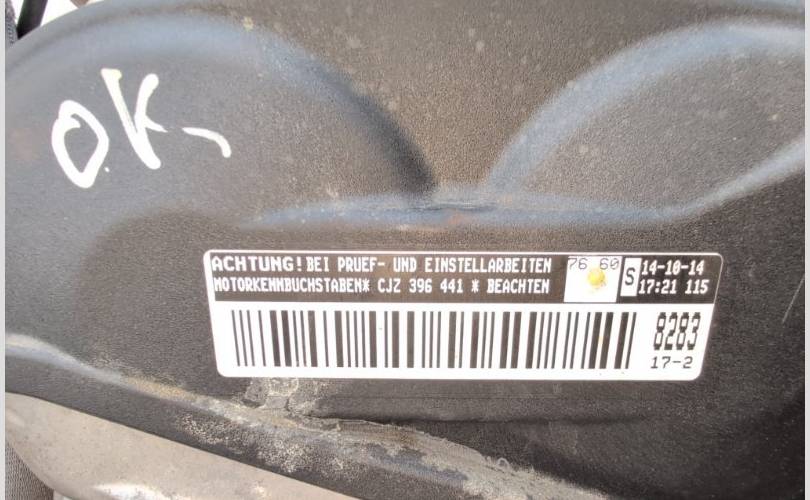 O.K.
ACHTUNG! BEI PRUEF- UND EINSTELLARBEITEN
MOTORKENNBUCHSTABEN* CJZ 396 441 * BEACHTEN
76 60
S
14-10-14
17:21 115
8283
17-2